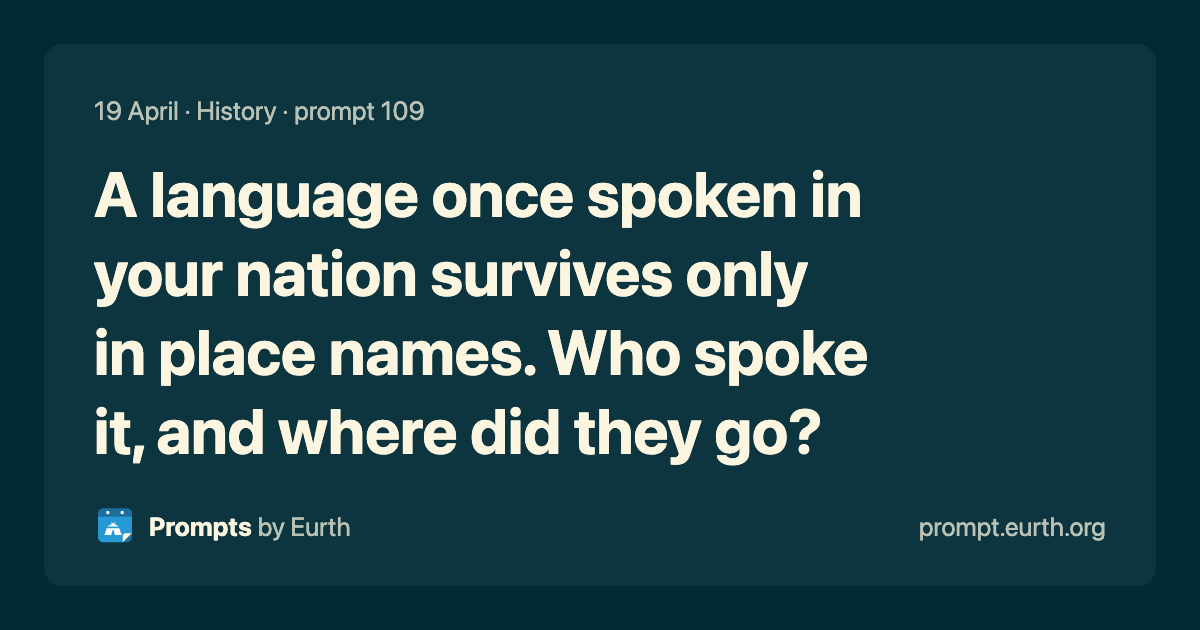 19 April · History · prompt 109
A language once spoken in
your nation survives only
in place names. Who spoke
it, and where did they go?
Prompts by Eurth
prompt.eurth.org